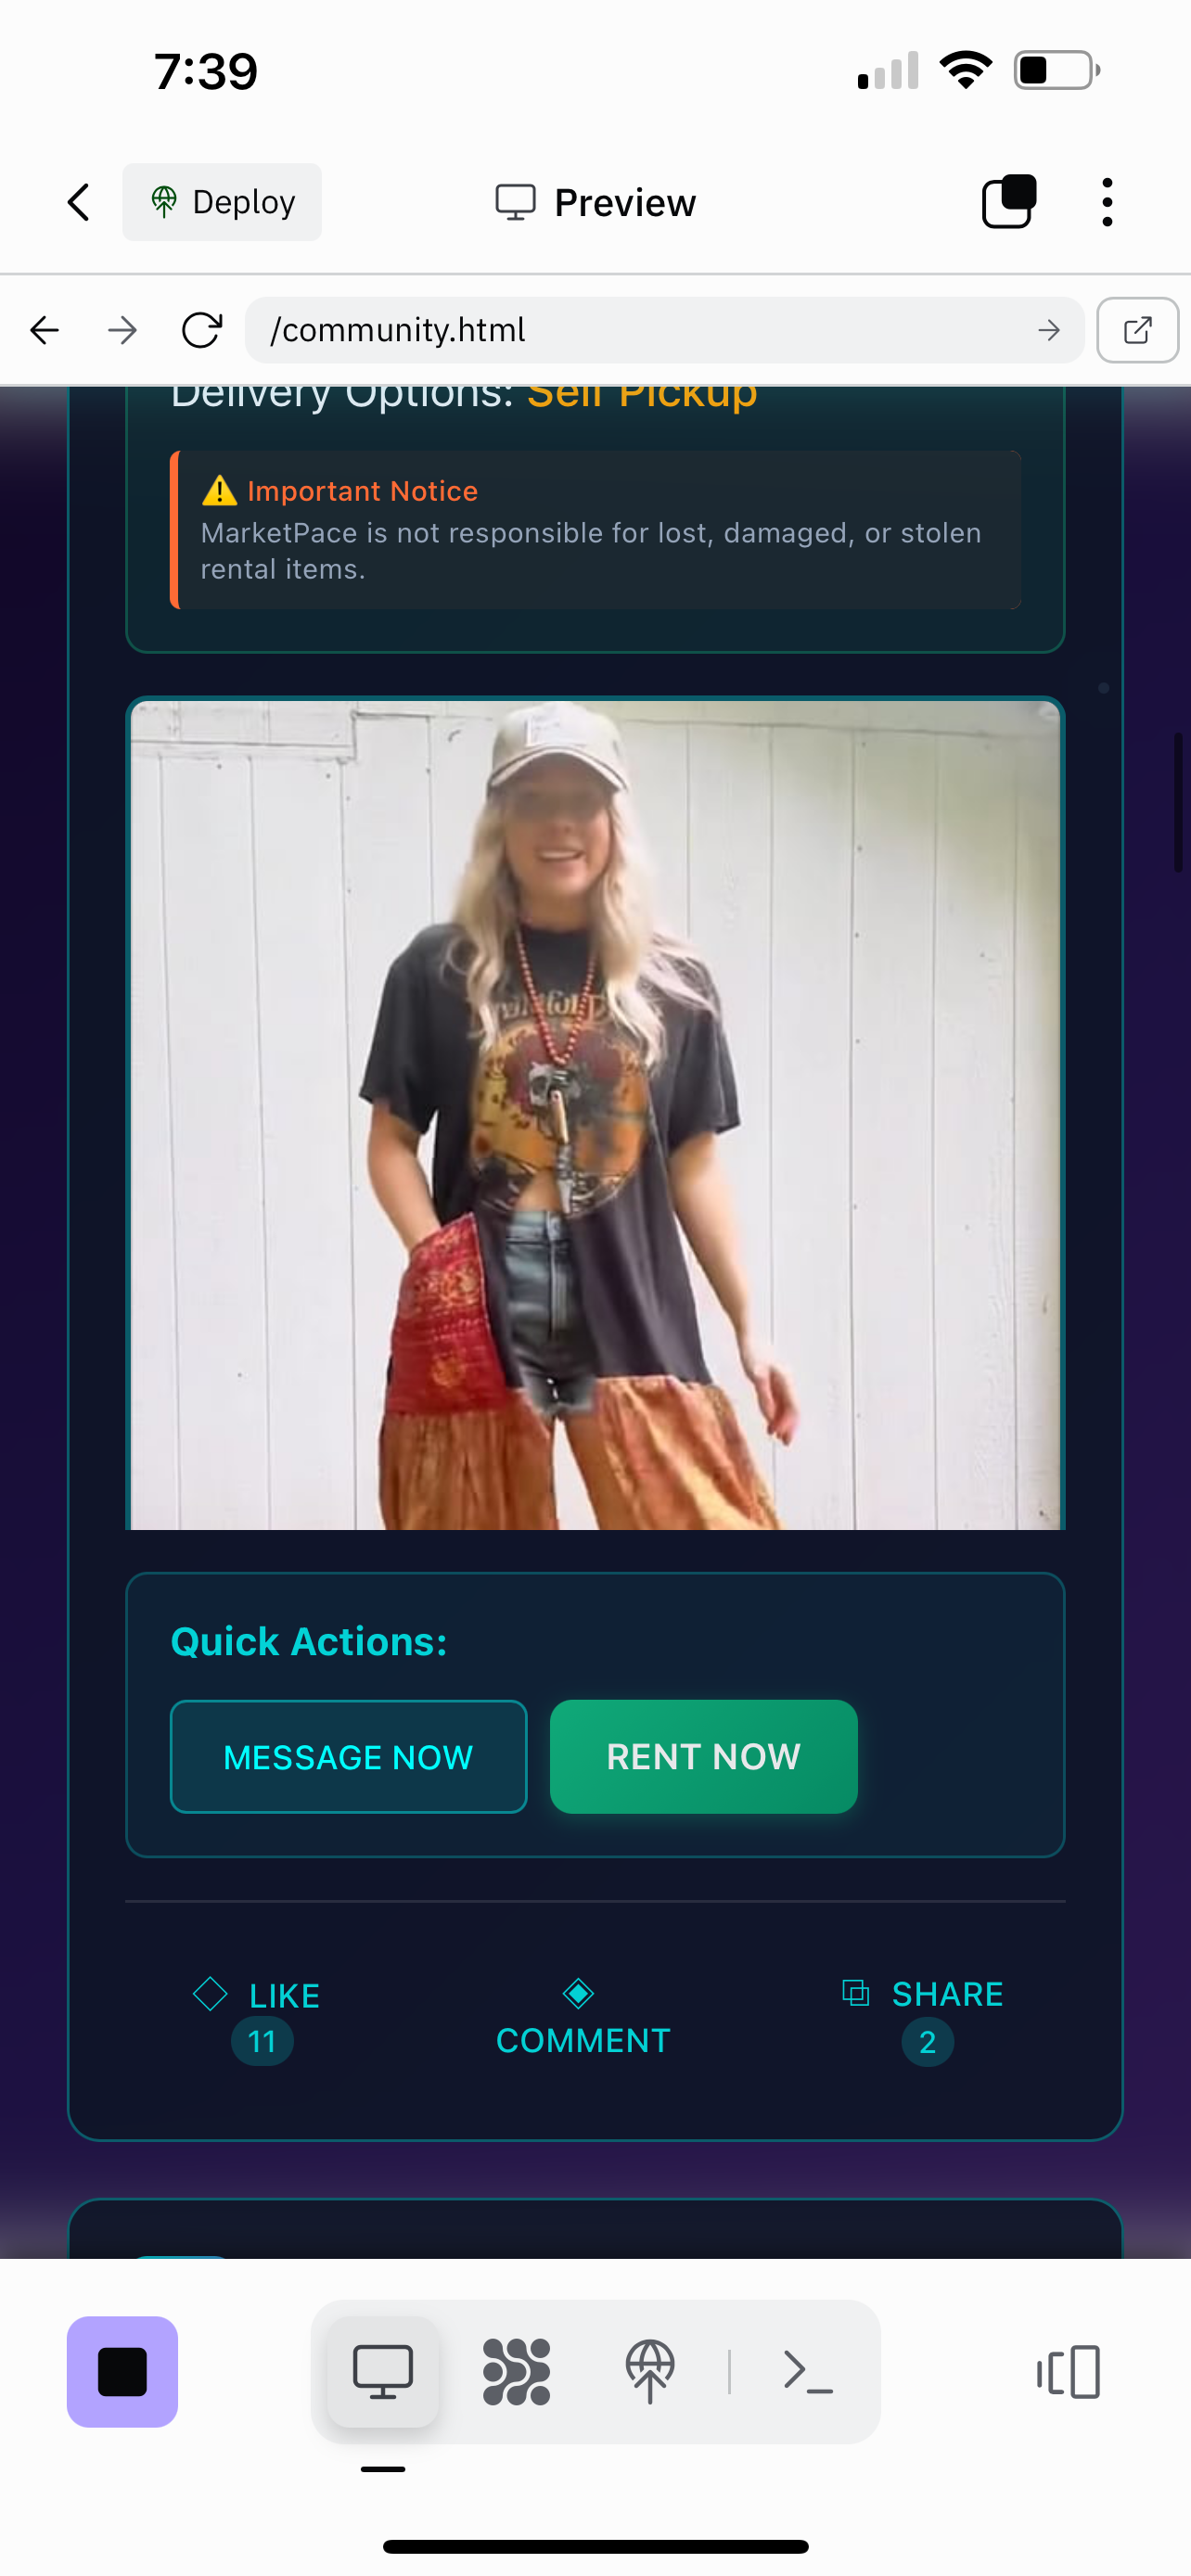 7:39
Deploy
Preview
/community.html
Delivery Options: Self Pickup
⚠️ Important Notice
MarketPace is not responsible for lost, damaged, or stolen
rental items.
Quick Actions:
MESSAGE NOW
RENT NOW
LIKE
11
COMMENT
SHARE
2